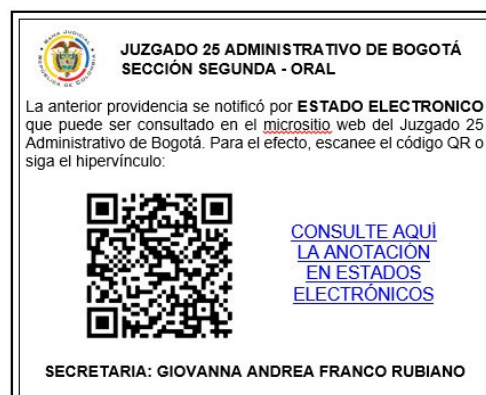 JUZGADO 25 ADMINISTRATIVO DE BOGOTÁ
SECCIÓN SEGUNDA - ORAL
La anterior providencia se notificó por ESTADO ELECTRONICO
que puede ser consultado en el micrositio web del Juzgado 25
Administrativo de Bogotá. Para el efecto, escanee el código QR o
siga el hipervínculo:
CONSULTE AQUÍ
LA ANOTACIÓN
EN ESTADOS
ELECTRÓNICOS
SECRETARIA: GIOVANNA ANDREA FRANCO RUBIANO